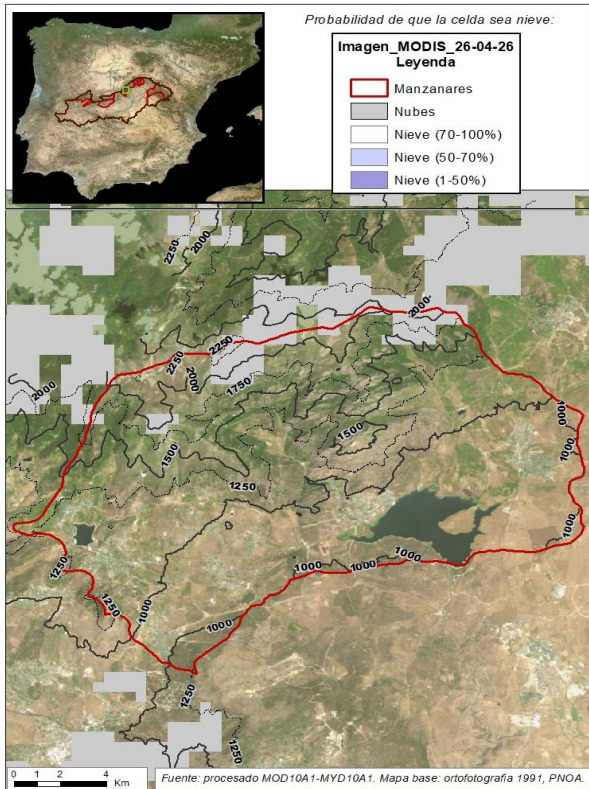 Probabilidad de que la celda sea nieve:
Imagen_MODIS_26-04-26
Leyenda
Manzanares
Nubes
Nieve (70-100%)
Nieve (50-70%)
Nieve (1-50%)
2250
2000
2000
2250
2250
2000
1750
2000
1500
1500
1250
1000
1000
1000
1250
1250
1000
1000
1000
1000
1000
1250
1250
0 1 2 4
Km
Fuente: procesado MOD10A1-MYD10A1. Mapa base: ortofotografía 1991, PNOA.